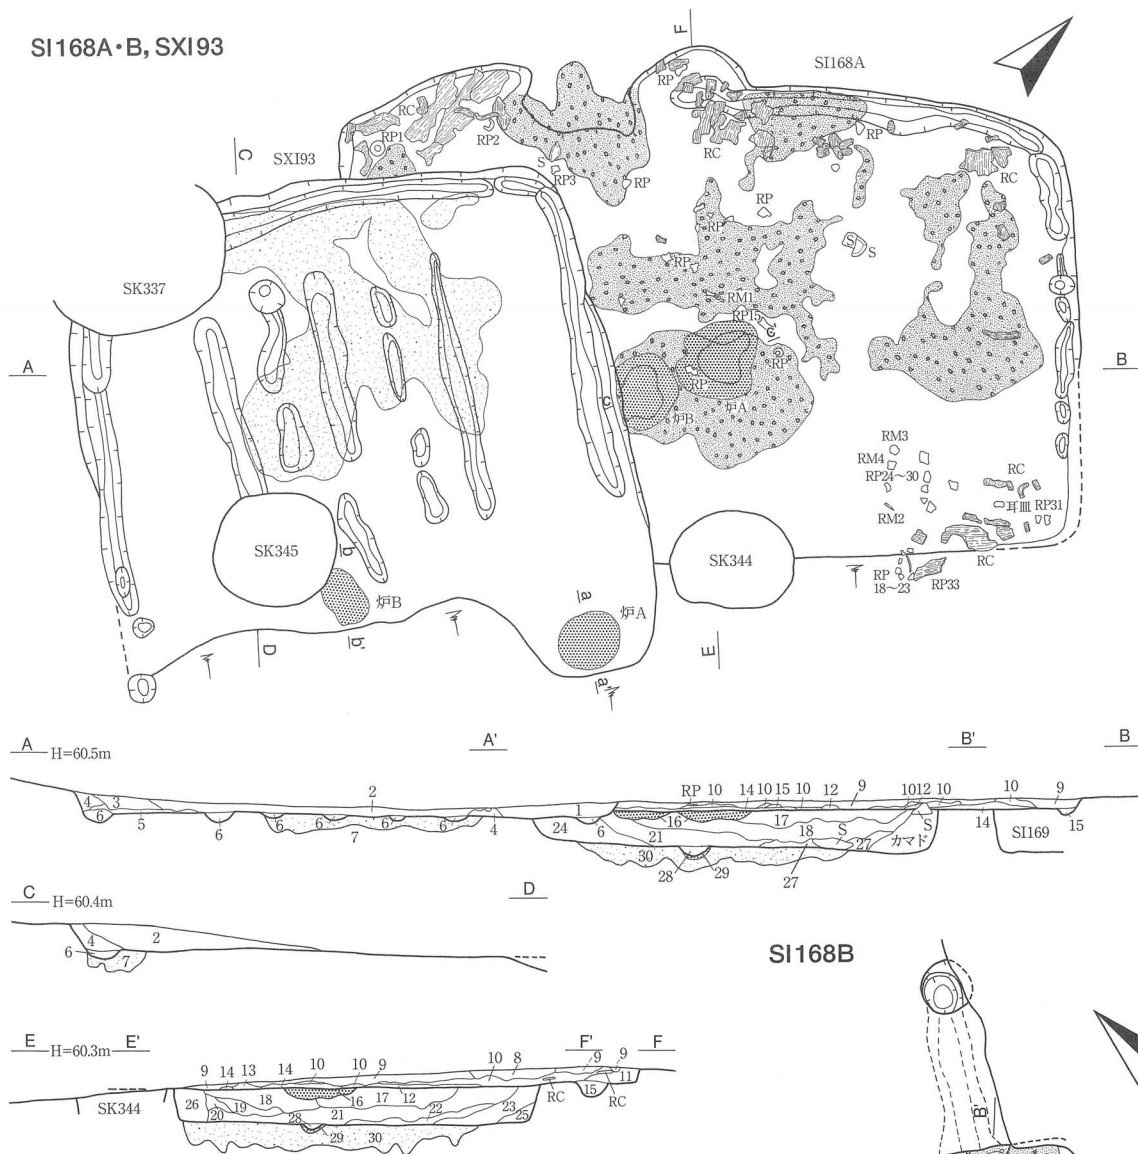 SI168A・B, SXI93
F
SI168A
RP
RC
RP1
RP2
RC
RP
RC
C
SXI93
S
RP3
RP
RP
RP
S
S
RP
SK337
RM1
RP15
C'
RP
RP
A
B
C
炉A
炉B
RM3
RM4
RP24〜30
RC
耳皿
RP31
RM2
SK345
SK344
b
炉B
b'
a
炉A
a'
RC
RP
18〜23
RP33
D
E
A
H=60.5m
A'
B'
B
4 3 2 1 RP 10 14 10 15 10 12 9 10 12 10 10 9
6 5 6 6 6 6 6 7 4 24 6 16 17 14 15
21 18 S 27 カマド S SI169
30 28 29 27
C
H=60.4m
D
4 2
6 7
SI168B
E
H=60.3m
E'
F'
F
9 14 13 14 10 10 9 10 8 9 9
SK344
26 20 19 18 16 17 12 RC 15 RC 11
28 21 22 23 25
29 30
B'